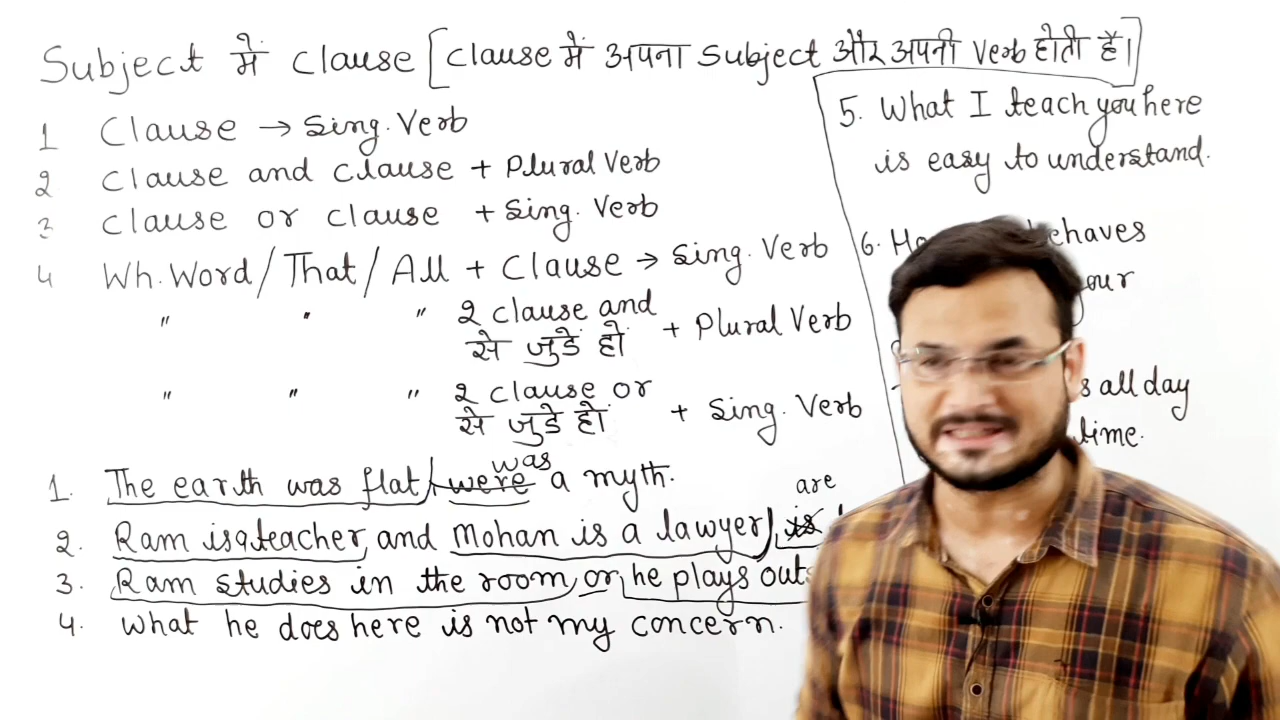 Subject में Clause [Clause में अपना Subject और अपनी Verb होती है।]
1 Clause → Sing. Verb
2 Clause and Clause + Plural Verb
3 Clause or Clause + Sing. Verb
4 Wh. Word / That / All + Clause → Sing. Verb
" " " 2 clause and से जुड़े हो + Plural Verb
" " " 2 clause or से जुड़े हो + Sing. Verb
1. The earth was flat were was a myth.
2. Ram is a teacher, and Mohan is a lawyer is are
3. Ram studies in the room or he plays
4. What he does here is not my concern.
5. What I teach you here
is easy to understand.
6.
all day
time.